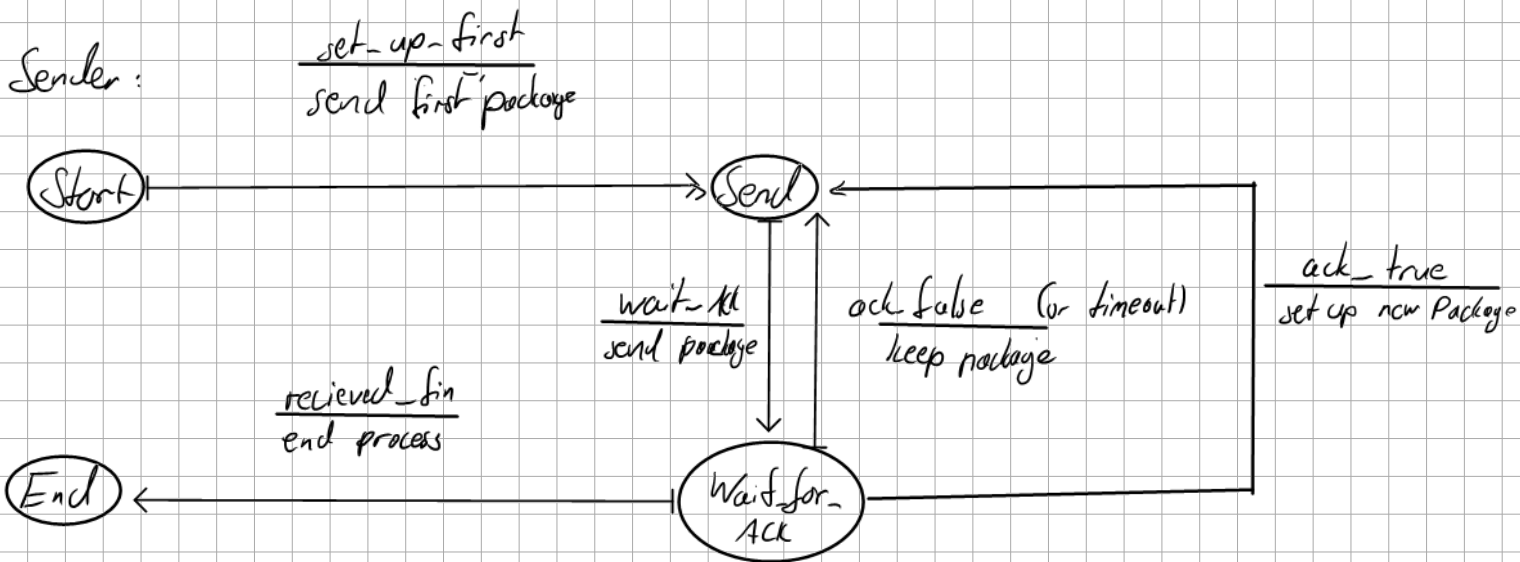 Sender:
set_up_first
send first package
Start
Send
wait_
send package
ack_false (or timeout)
keep package
ack_true
set up new Package
recieved_fin
end process
End
Wait_for_
ACK